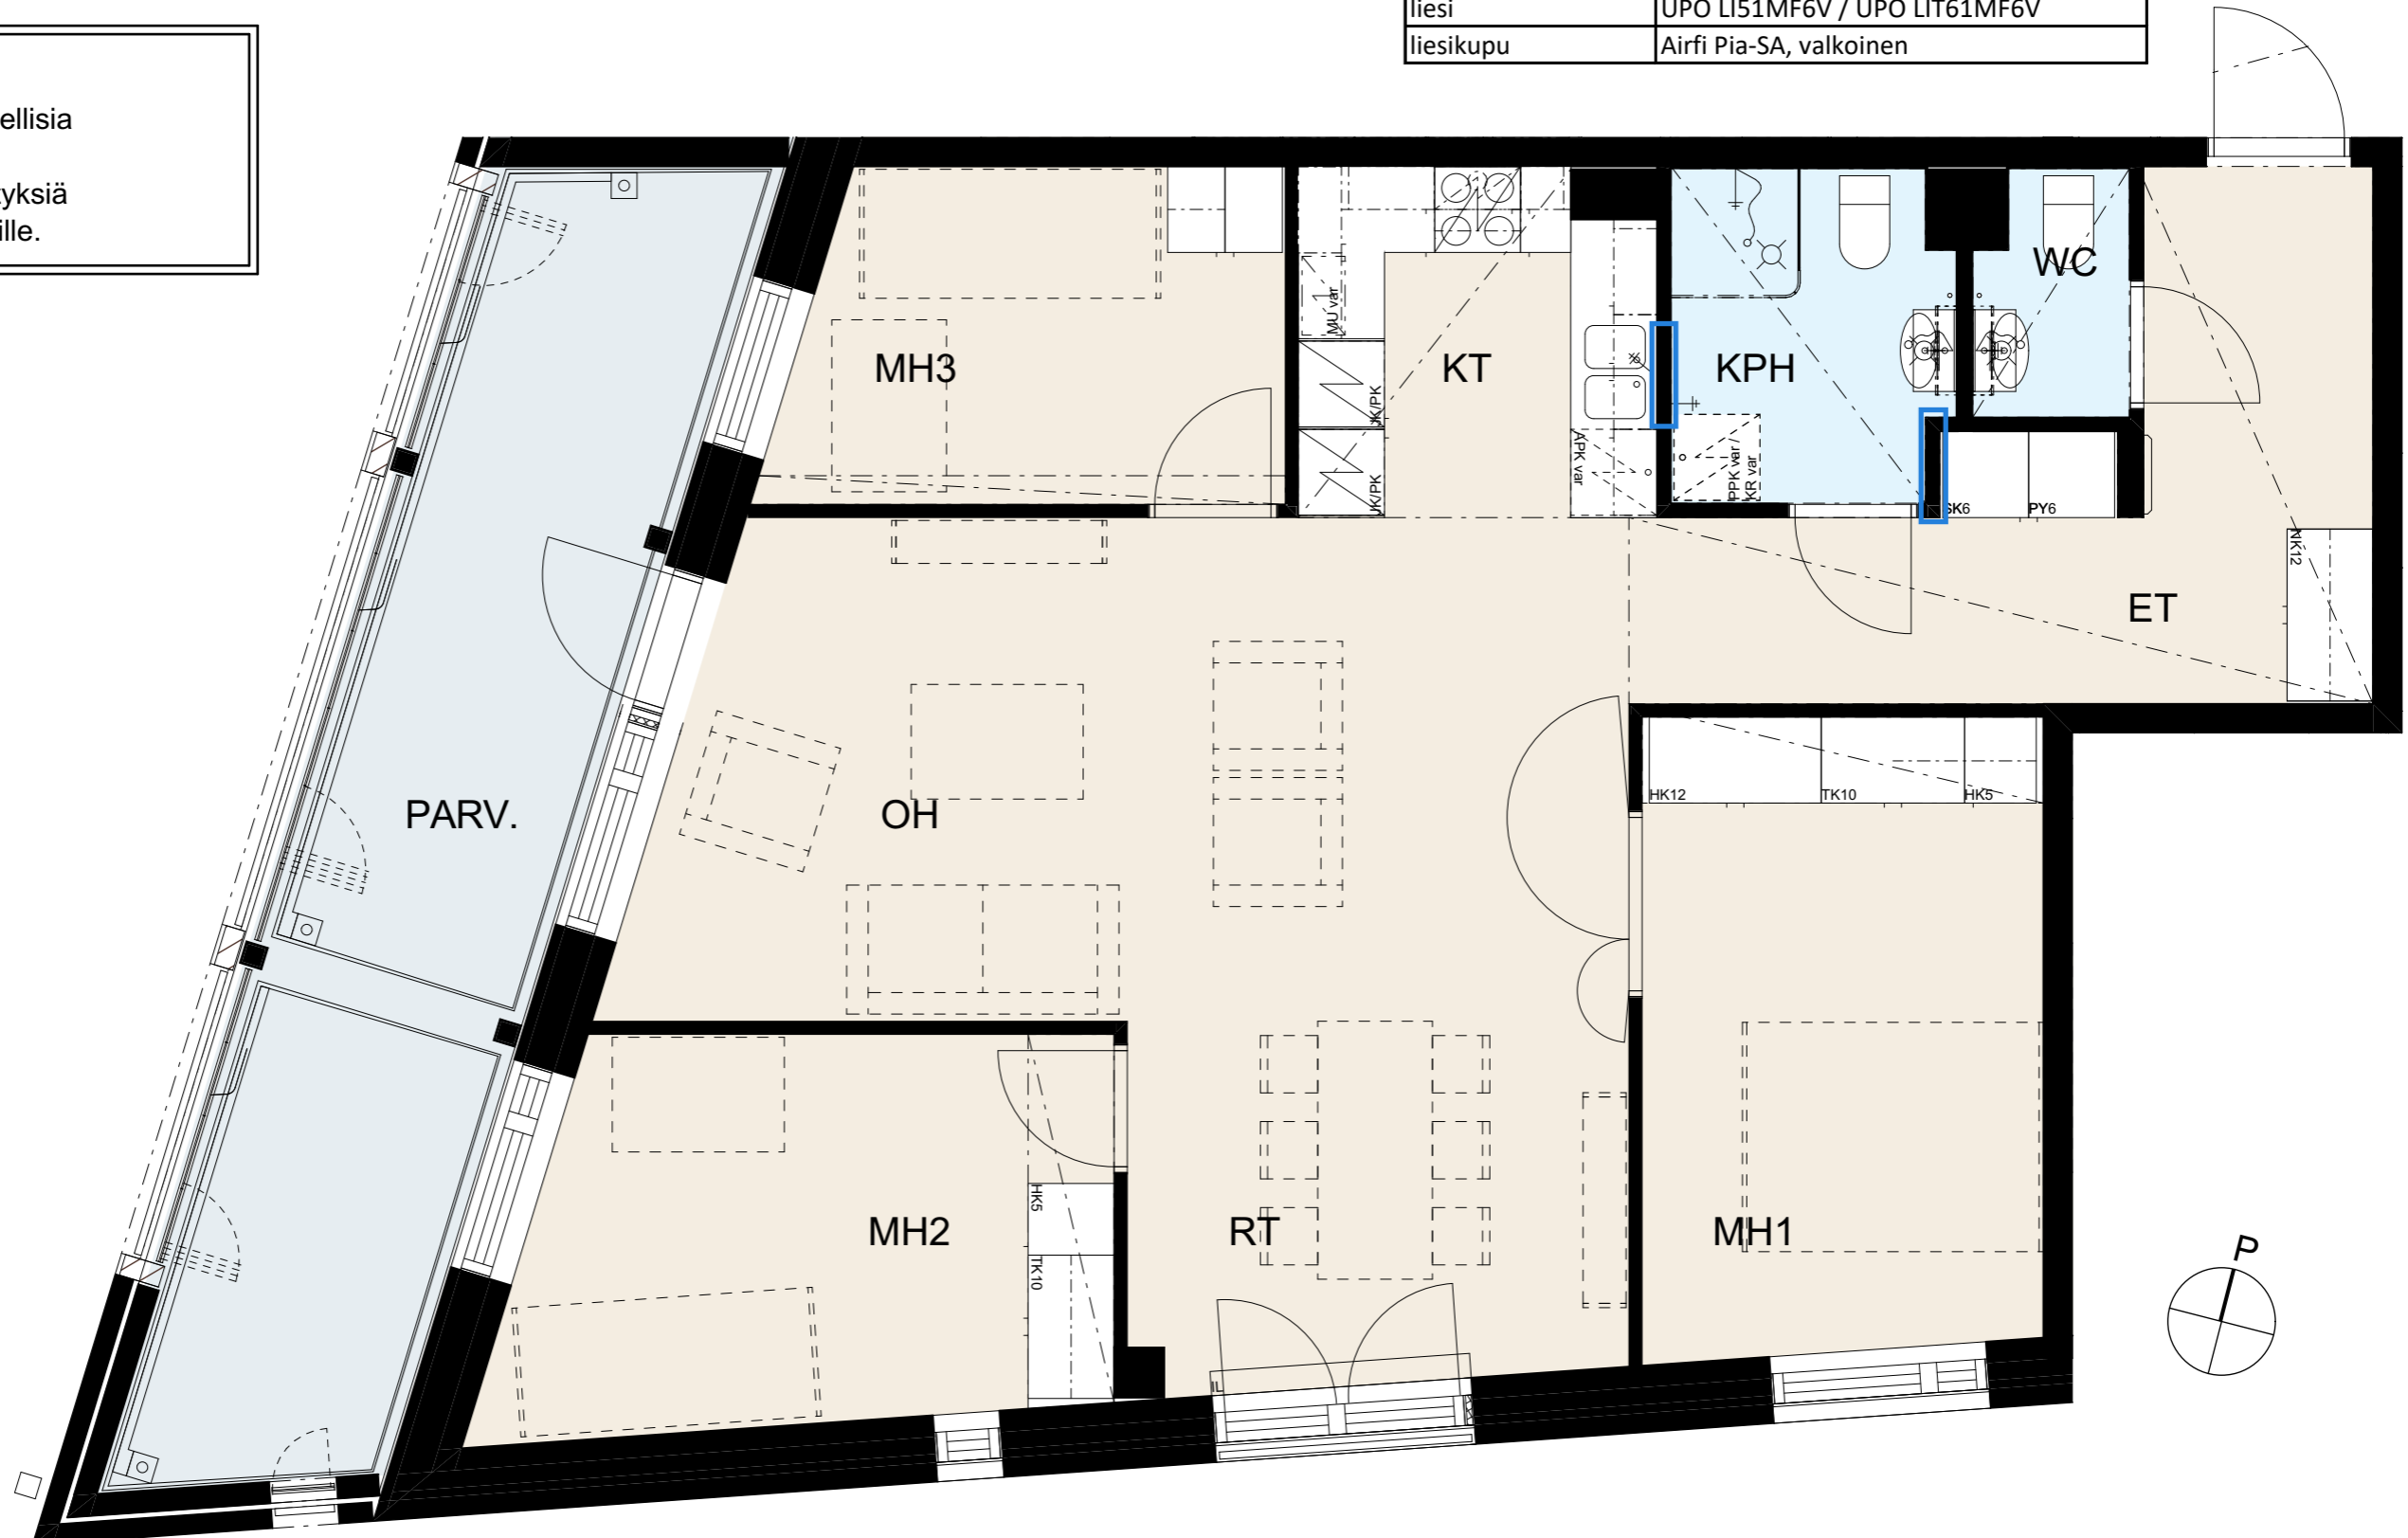 liesi UPO LI51MF6V / UPO LIT61MF6V
liesikupu Airfi Pia-SA, valkoinen
ellisia
tyksiä
ille.
WC
MU var
MH3
KT
KPH
JK/PK
APK var
PPK var /
KR var
JK/PK
SK6
PY6
NK12
ET
HK12
TK10
HK5
PARV.
OH
HK5
MH2
RT
MH1
TK10
P
IL